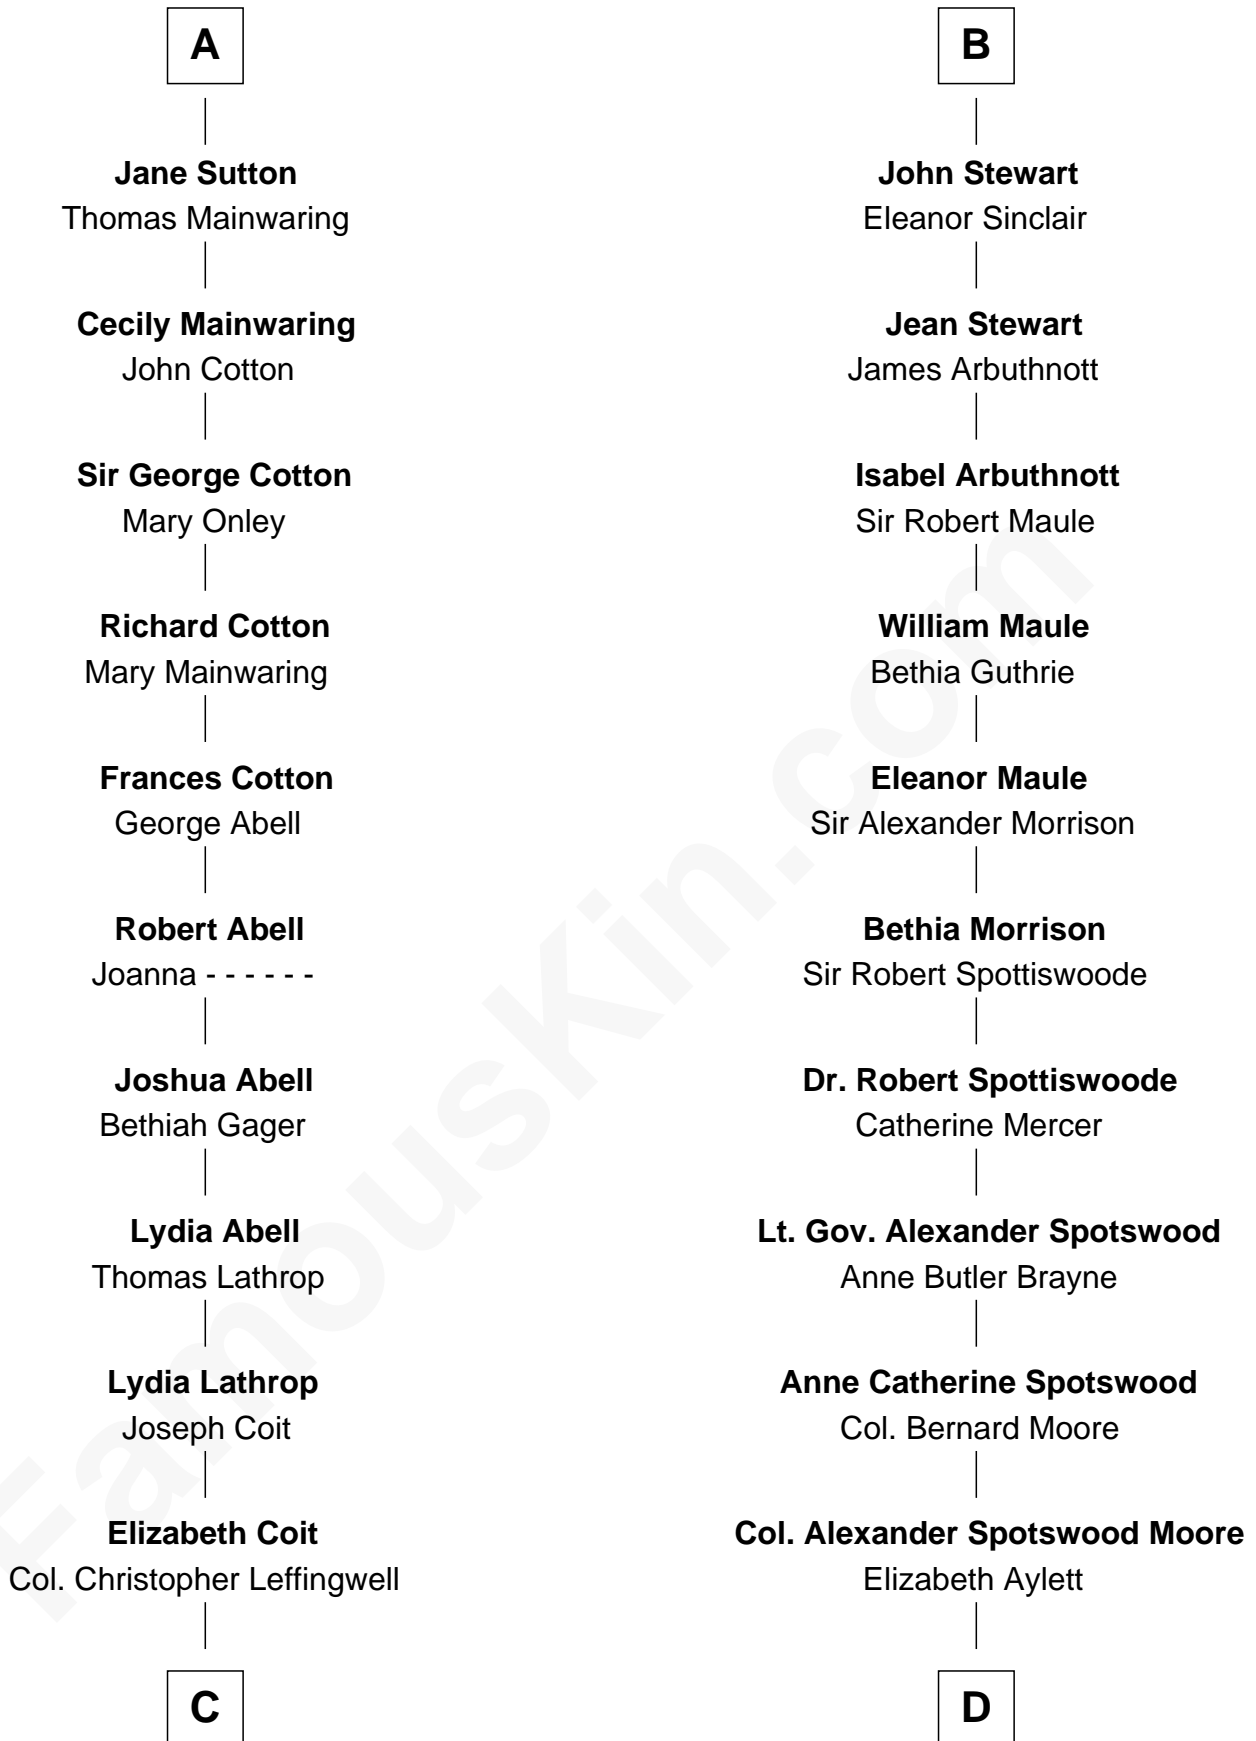 A
Jane Sutton
Thomas Mainwaring
Cecily Mainwaring
John Cotton
Sir George Cotton
Mary Onley
Richard Cotton
Mary Mainwaring
Frances Cotton
George Abell
Robert Abell
Joanna - - - - - -
Joshua Abell
Bethiah Gager
Lydia Abell
Thomas Lathrop
Lydia Lathrop
Joseph Coit
Elizabeth Coit
Col. Christopher Leffingwell
C
B
John Stewart
Eleanor Sinclair
Jean Stewart
James Arbuthnott
Isabel Arbuthnott
Sir Robert Maule
William Maule
Bethia Guthrie
Eleanor Maule
Sir Alexander Morrison
Bethia Morrison
Sir Robert Spottiswoode
Dr. Robert Spottiswoode
Catherine Mercer
Lt. Gov. Alexander Spotswood
Anne Butler Brayne
Anne Catherine Spotswood
Col. Bernard Moore
Col. Alexander Spotswood Moore
Elizabeth Aylett
D
FamousKin.com